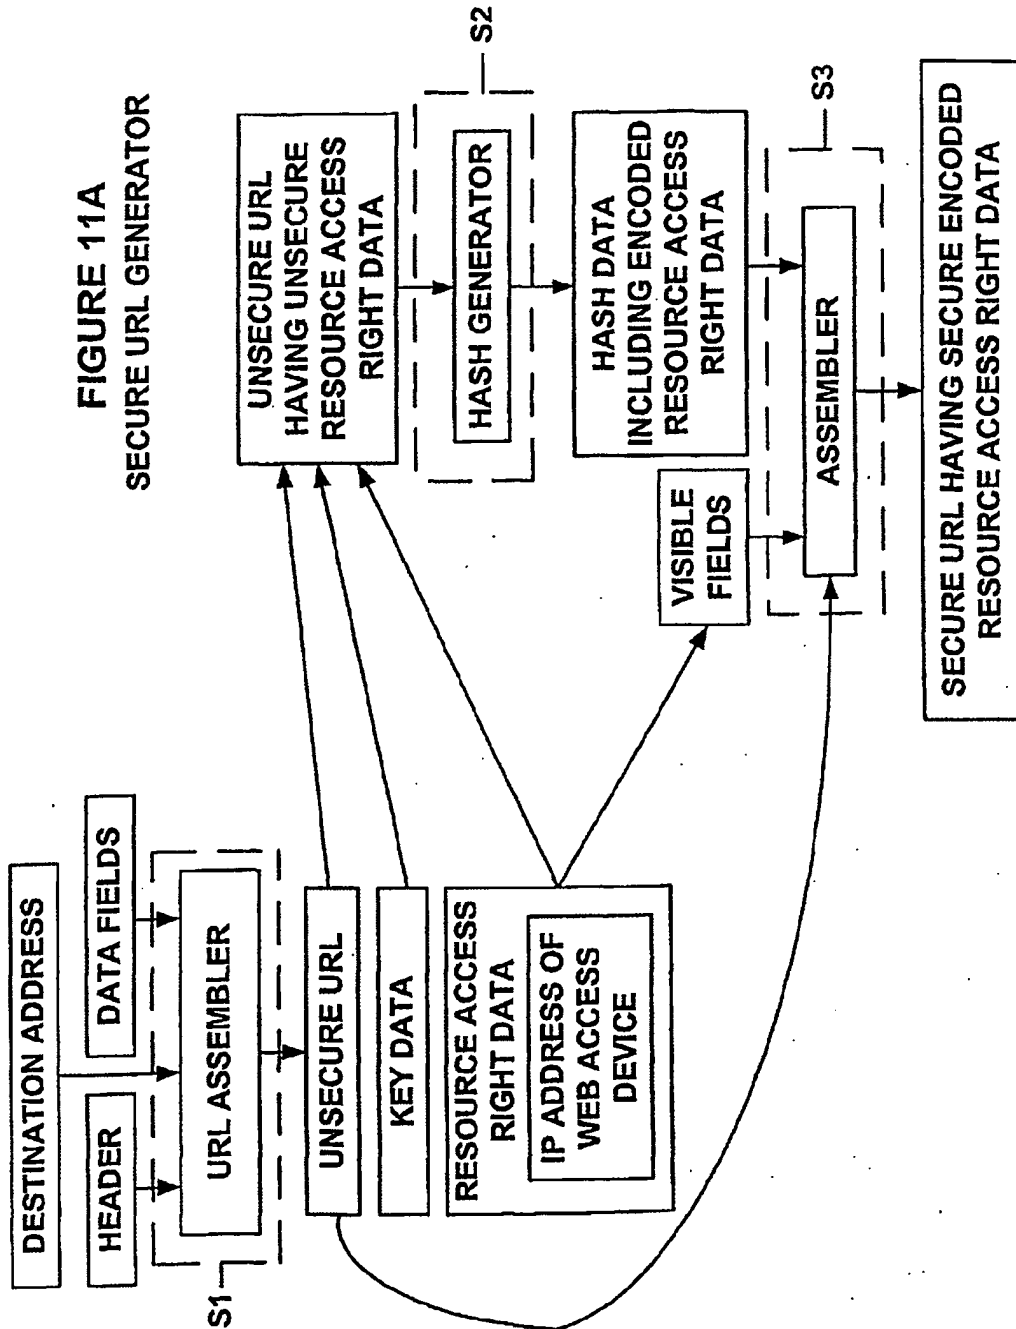 FIGURE 11A
SECURE URL GENERATOR
DESTINATION ADDRESS
HEADER
DATA FIELDS
URL ASSEMBLER
S1
UNSECURE URL
KEY DATA
RESOURCE ACCESS
RIGHT DATA
IP ADDRESS OF
WEB ACCESS
DEVICE
UNSECURE URL
HAVING UNSECURE
RESOURCE ACCESS
RIGHT DATA
HASH GENERATOR
S2
HASH DATA
INCLUDING ENCODED
RESOURCE ACCESS
RIGHT DATA
VISIBLE
FIELDS
ASSEMBLER
S3
SECURE URL HAVING SECURE ENCODED
RESOURCE ACCESS RIGHT DATA